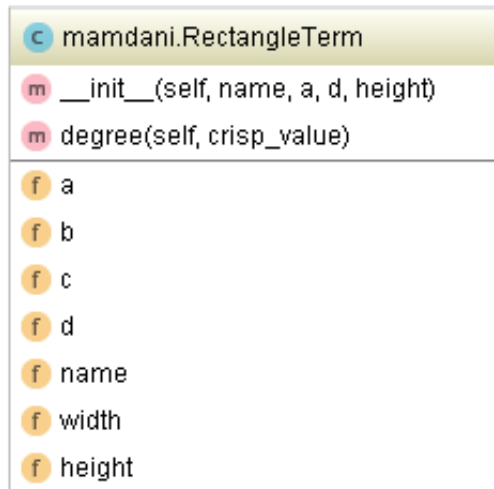 C mamdani.RectangleTerm
m __init__(self, name, a, d, height)
m degree(self, crisp_value)
f a
f b
f c
f d
f name
f width
f height